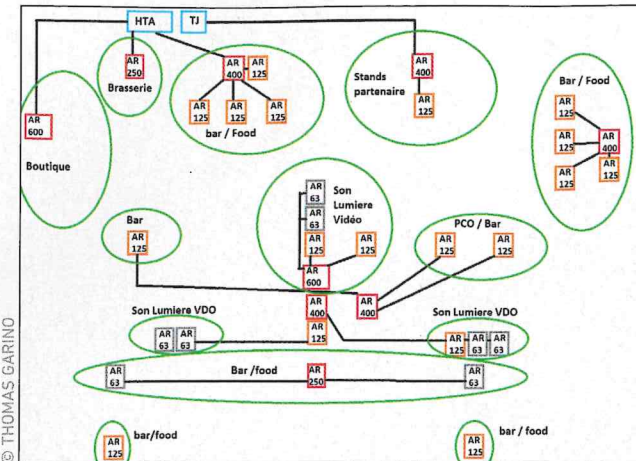 HTA
TJ
AR
250
Brasserie
AR
400
AR
125
AR
125
AR
125
AR
125
bar / Food
AR
600
Boutique
AR
400
AR
125
Stands
partenaire
Bar / Food
AR
125
AR
125
AR
400
AR
125
AR
125
AR
63
AR
63
AR
125
AR
125
AR
600
Son
Lumiere
Vidéo
Bar
AR
125
PCO / Bar
AR
125
AR
125
AR
400
AR
400
AR
125
Son Lumiere VDO
AR
63
AR
63
Son Lumiere VDO
AR
125
AR
63
AR
63
AR
63
Bar /food
AR
250
AR
63
AR
125
bar/food
AR
125
bar / food
© THOMAS GARINO